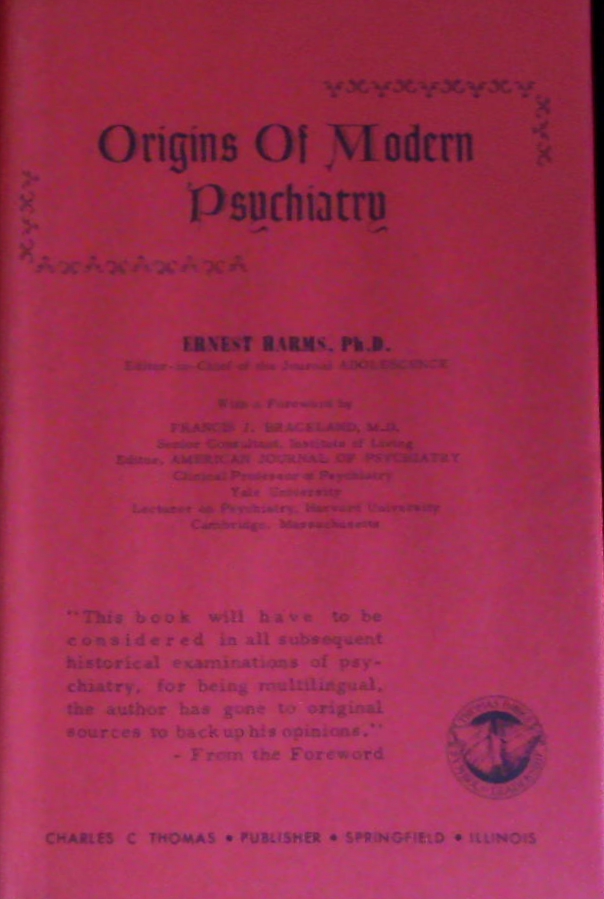 Origins Of Modern
Psychiatry
ERNEST HARMS, Ph.D.
Editor-in-Chief of the Journal ADOLESCENCE
With a Foreword by
FRANCIS J. BRACELAND, M.D.
Senior Consultant, Institute of Living
Editor, AMERICAN JOURNAL OF PSYCHIATRY
Clinical Professor of Psychiatry
Yale University
Lecturer on Psychiatry, Harvard University
Cambridge, Massachusetts
"This book will have to be
considered in all subsequent
historical examinations of psy-
chiatry, for being multilingual,
the author has gone to original
sources to back up his opinions."
- From the Foreword
THOMAS BOOKS
CHARLES C THOMAS • PUBLISHER • SPRINGFIELD • ILLINOIS